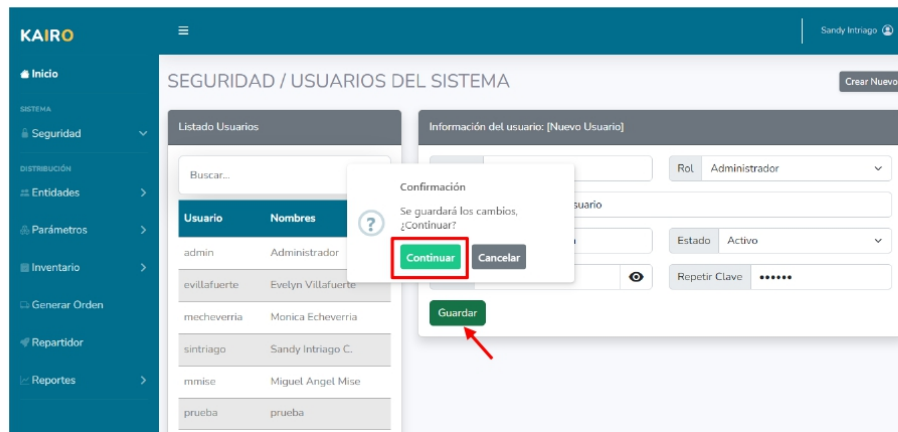 KAIRO
Sandy Intriago
Inicio
SISTEMA
Seguridad
DISTRIBUCIÓN
Entidades
Parámetros
Inventario
Generar Orden
Repartidor
Reportes
SEGURIDAD / USUARIOS DEL SISTEMA
Crear Nuevo
Listado Usuarios
Buscar...
Usuario Nombres
admin Administrador
evillafuerte Evelyn Villafuerte
mecheverria Monica Echeverria
sintriago Sandy Intriago C.
mmise Miguel Angel Mise
prueba prueba
Información del usuario: [Nuevo Usuario]
Rol Administrador
Estado Activo
Repetir Clave ••••••
Guardar
Confirmación
Se guardará los cambios,
¿Continuar?
Continuar Cancelar